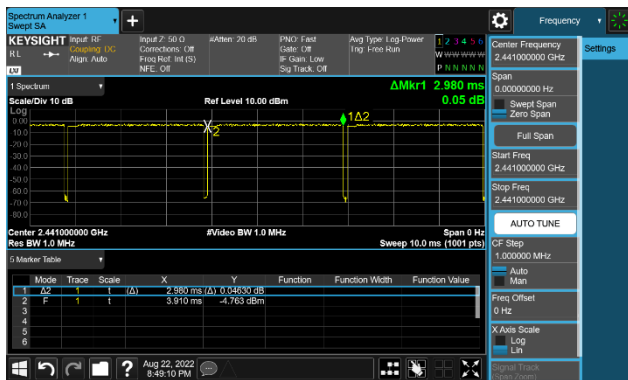 Spectrum Analyzer 1
Swept SA
Frequency
KEYSIGHT
RL
Input: RF
Coupling: DC
Align: Auto
Input Z: 50 Ω
Corrections: Off
Freq Ref: Int (S)
NFE: Off
#Atten: 20 dB
PNO: Fast
Gate: Off
IF Gain: Low
Sig Track: Off
Avg Type: Log-Power
Trig: Free Run
1 2 3 4 5 6
W W W W W W
P N N N N N
Center Frequency
2.441000000 GHz
Settings
1 Spectrum
Scale/Div 10 dB
Log
Ref Level 10.00 dBm
ΔMkr1 2.980 ms
0.05 dB
0.00
-10.0
-20.0
-30.0
-40.0
-50.0
-60.0
-70.0
-80.0
1Δ2
2
Center 2.441000000 GHz
Res BW 1.0 MHz
#Video BW 1.0 MHz
Span 0 Hz
Sweep 10.0 ms (1001 pts)
Span
0.00000000 Hz
Swept Span
Zero Span
Full Span
Start Freq
2.441000000 GHz
Stop Freq
2.441000000 GHz
AUTO TUNE
CF Step
1.000000 MHz
Auto
Man
Freq Offset
0 Hz
X Axis Scale
Log
Lin
Signal Track
(Span Zoom)
5 Marker Table
Mode Trace Scale X Y Function Function Width Function Value
1 Δ2 1 t (Δ) 2.980 ms (Δ) 0.04630 dB
2 F 1 t 3.910 ms -4.763 dBm
3
4
5
6
?
Aug 22, 2022
8:49:10 PM